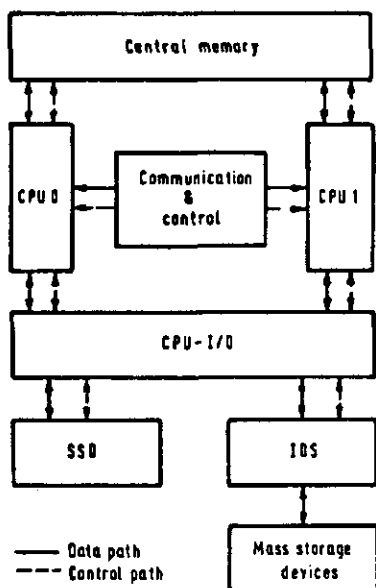 Central memory
CPU 0
Communication
&
control
CPU 1
CPU-I/O
SSD
IOS
Mass storage
devices
Data path
Control path